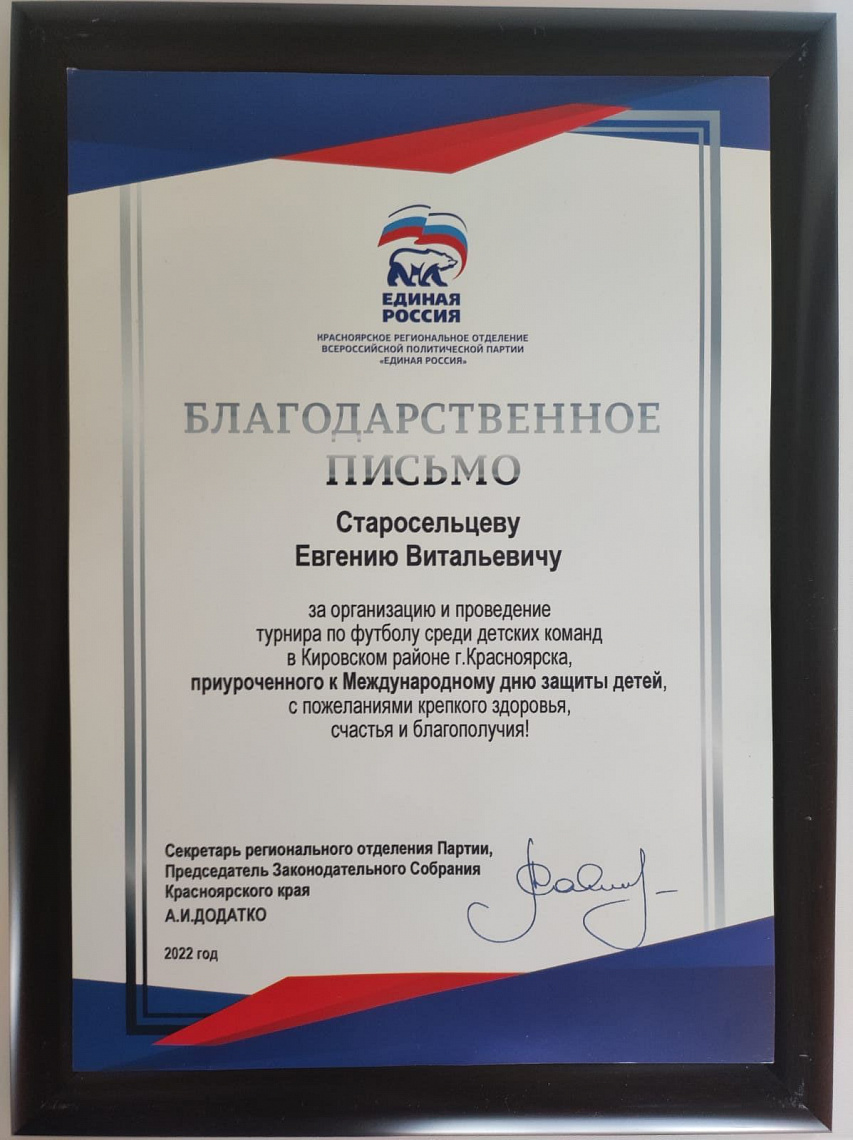 ЕДИНАЯ
РОССИЯ
КРАСНОЯРСКОЕ РЕГИОНАЛЬНОЕ ОТДЕЛЕНИЕ
ВСЕРОССИЙСКОЙ ПОЛИТИЧЕСКОЙ ПАРТИИ
«ЕДИНАЯ РОССИЯ»
БЛАГОДАРСТВЕННОЕ
ПИСЬМО
Старосельцеву
Евгению Витальевичу
за организацию и проведение
турнира по футболу среди детских команд
в Кировском районе г.Красноярска,
приуроченного к Международному дню защиты детей,
с пожеланиями крепкого здоровья,
счастья и благополучия!
Секретарь регионального отделения Партии,
Председатель Законодательного Собрания
Красноярского края
А.И.ДОДАТКО
2022 год